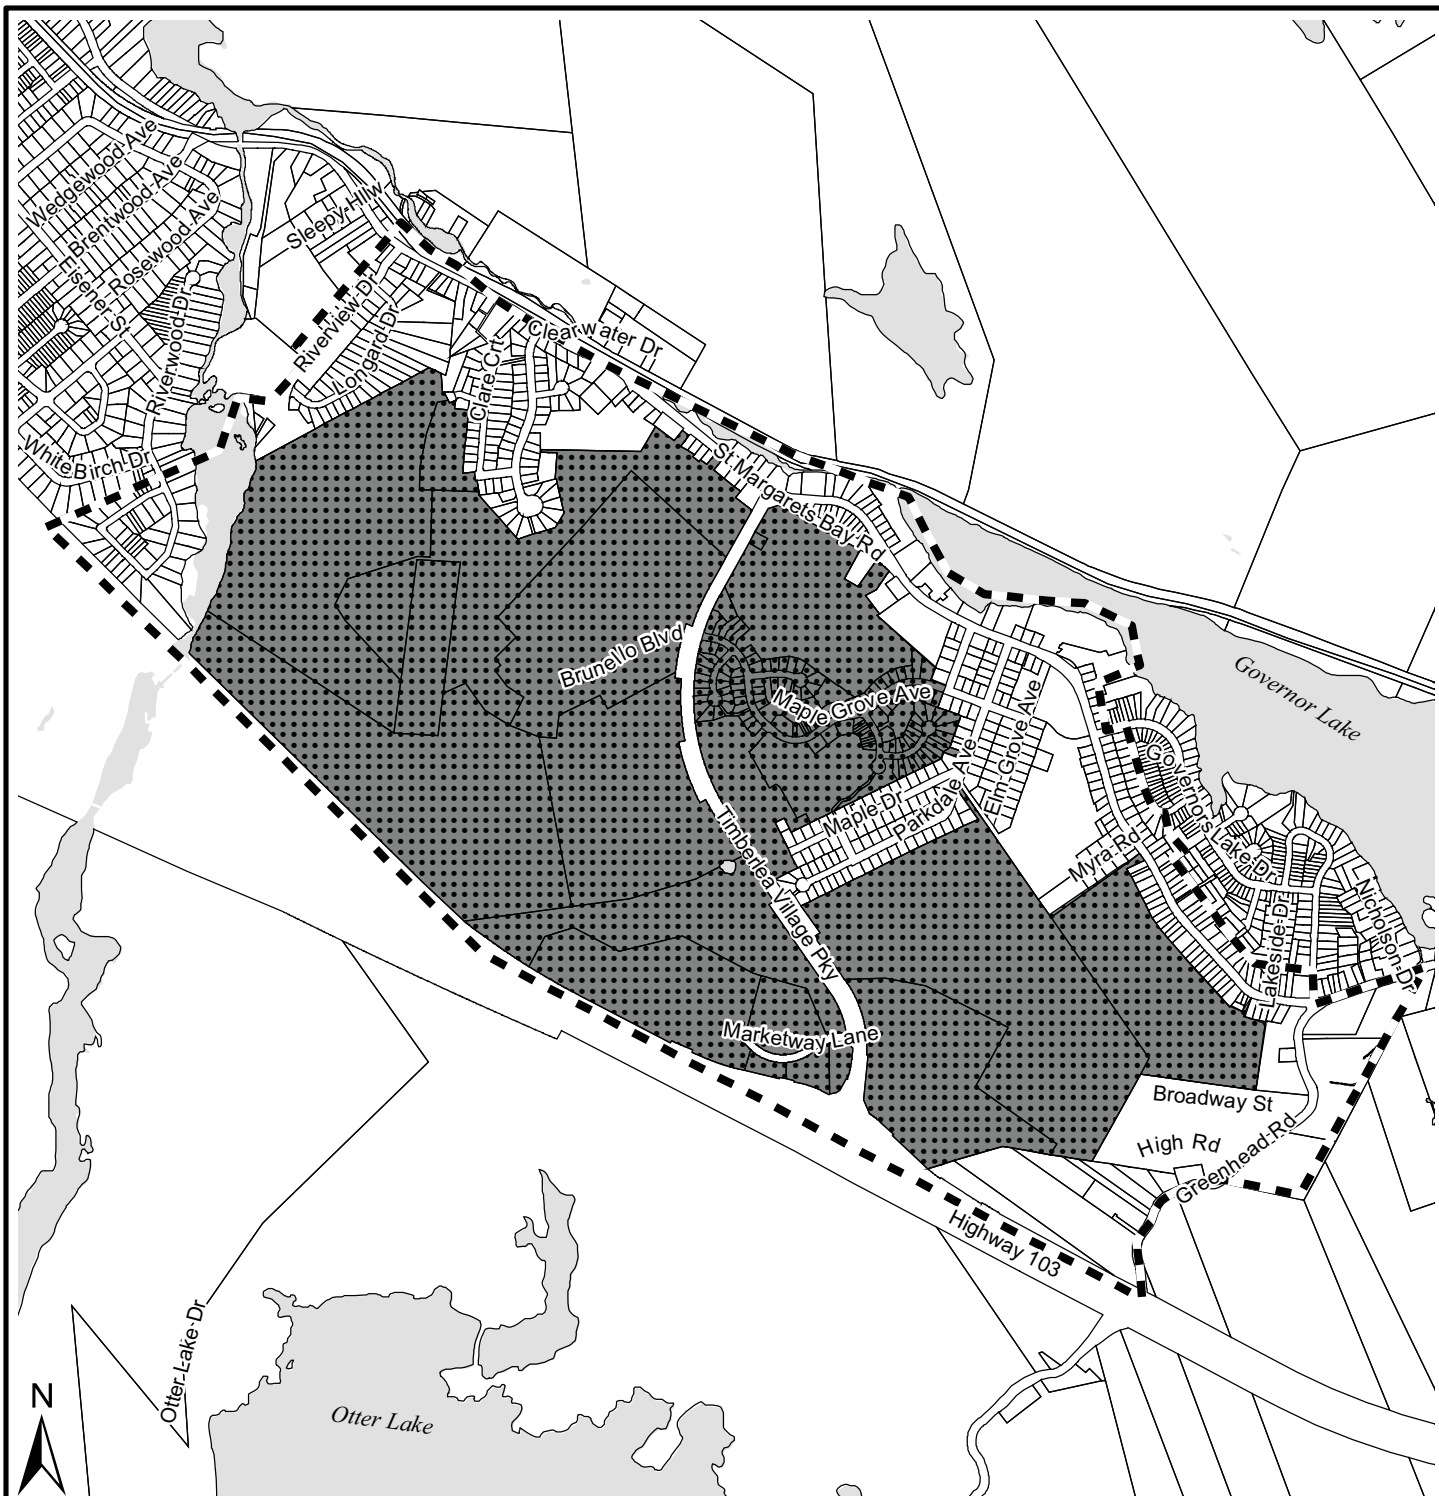 Wedgewood Ave
Brentwood Ave
Rosewood Ave
Eisener St
Sleepy Hllw
Riverwood Dr
Riverview Dr
Longard Dr
Clearwater Dr
Clare Crt
White Birch Dr
St Margarets Bay Rd
Brunello Blvd
Maple Grove Ave
Governor Lake
Elm Grove Ave
Governors Lake Dr
Maple Dr
Parkdale Ave
Timberlea Village Pky
Myra Rd
Lakeside Dr
Nicholson Dr
Marketway Lane
Broadway St
High Rd
Greenhead Rd
Highway 103
Otter Lake Dr
Otter Lake
N